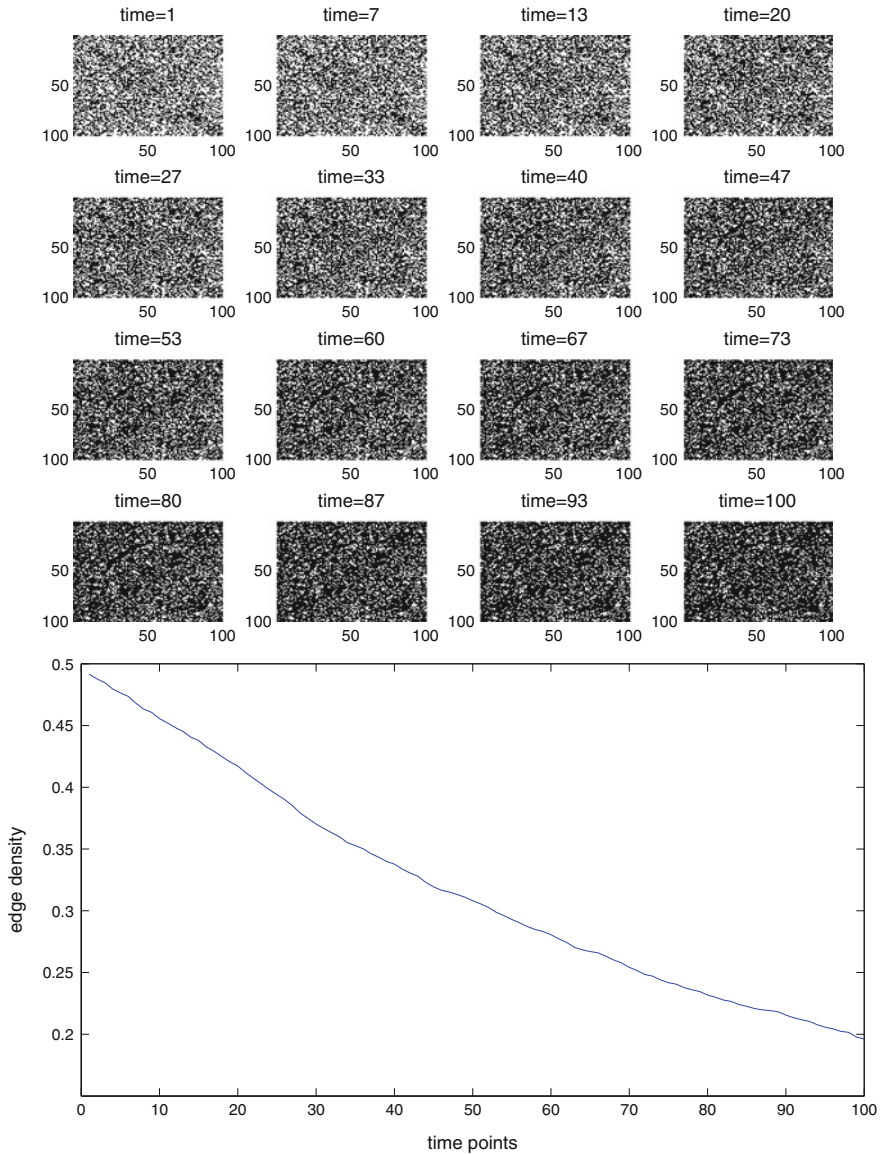 time=1 time=7 time=13 time=20
50 50 50 50
100 100 100 100
50 100 50 100 50 100 50 100
time=27 time=33 time=40 time=47
50 50 50 50
100 100 100 100
50 100 50 100 50 100 50 100
time=53 time=60 time=67 time=73
50 50 50 50
100 100 100 100
50 100 50 100 50 100 50 100
time=80 time=87 time=93 time=100
50 50 50 50
100 100 100 100
50 100 50 100 50 100 50 100
0.5
0.45
0.4
0.35
0.3
0.25
0.2
edge density
0 10 20 30 40 50 60 70 80 90 100
time points